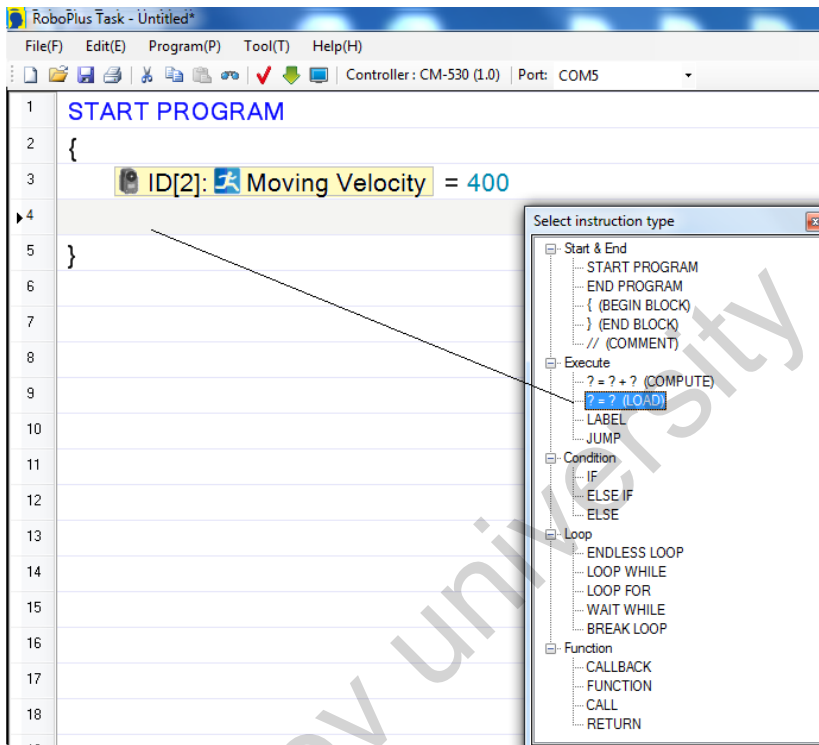 RoboPlus Task - Untitled*
File(F) Edit(E) Program(P) Tool(T) Help(H)
Controller : CM-530 (1.0) Port: COM5
1 START PROGRAM
2 {
3 ID[2]: Moving Velocity = 400
4
5 }
6
7
8
9
10
11
12
13
14
15
16
17
18
Select instruction type
Start & End
START PROGRAM
END PROGRAM
{ (BEGIN BLOCK)
} (END BLOCK)
// (COMMENT)
Execute
? = ? + ? (COMPUTE)
? = ? (LOAD)
LABEL
JUMP
Condition
IF
ELSE IF
ELSE
Loop
ENDLESS LOOP
LOOP WHILE
LOOP FOR
WAIT WHILE
BREAK LOOP
Function
CALLBACK
FUNCTION
CALL
RETURN
university